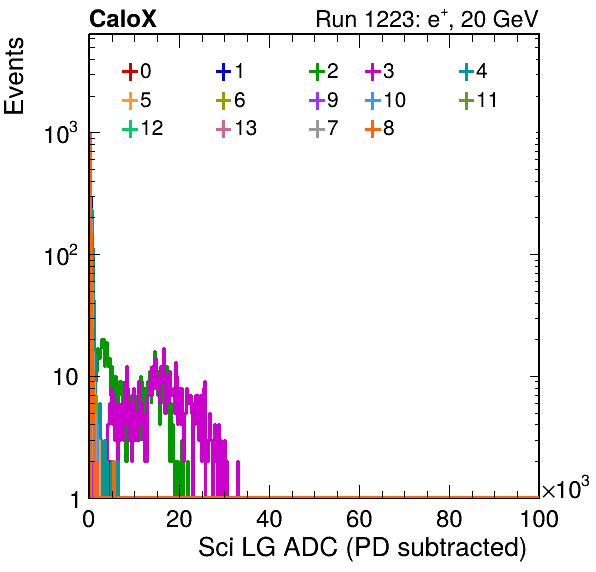 CaloX Run 1223: e⁺, 20 GeV
Events
0 1 2 3 4
5 6 9 10 11
12 13 7 8
10³
10²
10
1
0 20 40 60 80 100
×10³
Sci LG ADC (PD subtracted)